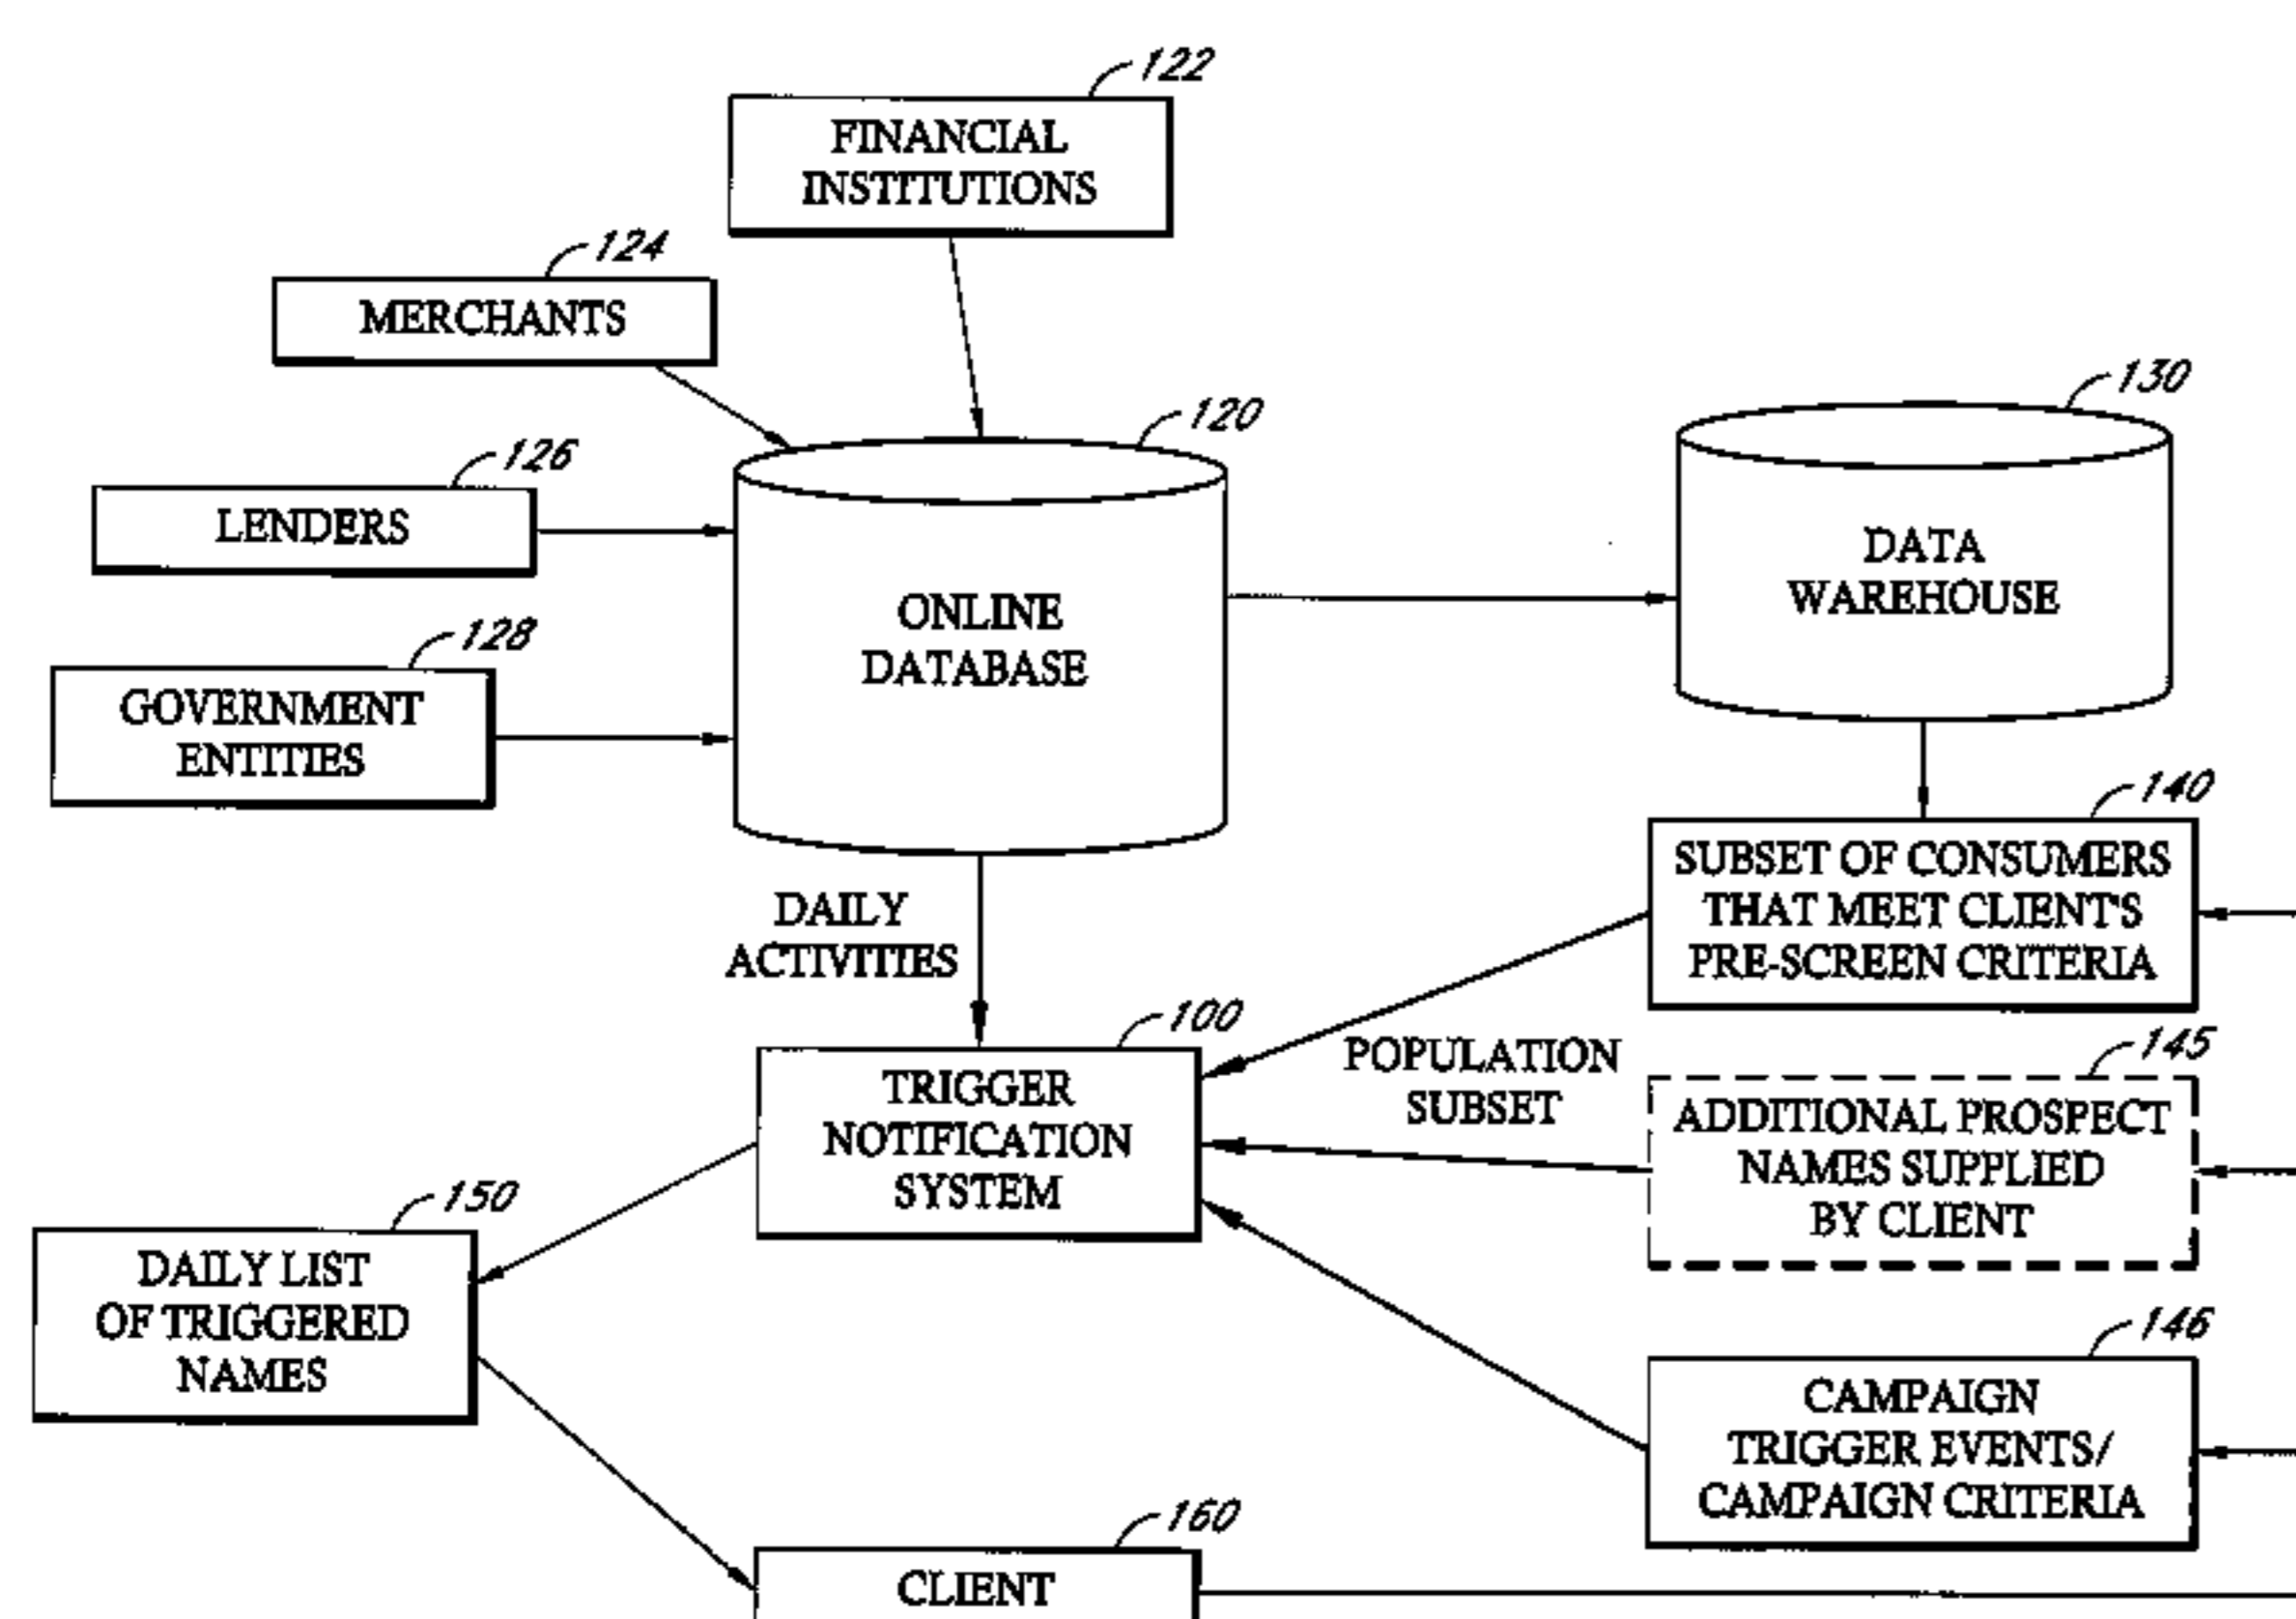 122
FINANCIAL
INSTITUTIONS
124
MERCHANTS
126
LENDERS
128
GOVERNMENT
ENTITIES
120
ONLINE
DATABASE
130
DATA
WAREHOUSE
DAILY
ACTIVITIES
140
SUBSET OF CONSUMERS
THAT MEET CLIENT'S
PRE-SCREEN CRITERIA
100
TRIGGER
NOTIFICATION
SYSTEM
POPULATION
SUBSET
145
ADDITIONAL PROSPECT
NAMES SUPPLIED
BY CLIENT
150
DAILY LIST
OF TRIGGERED
NAMES
146
CAMPAIGN
TRIGGER EVENTS/
CAMPAIGN CRITERIA
160
CLIENT